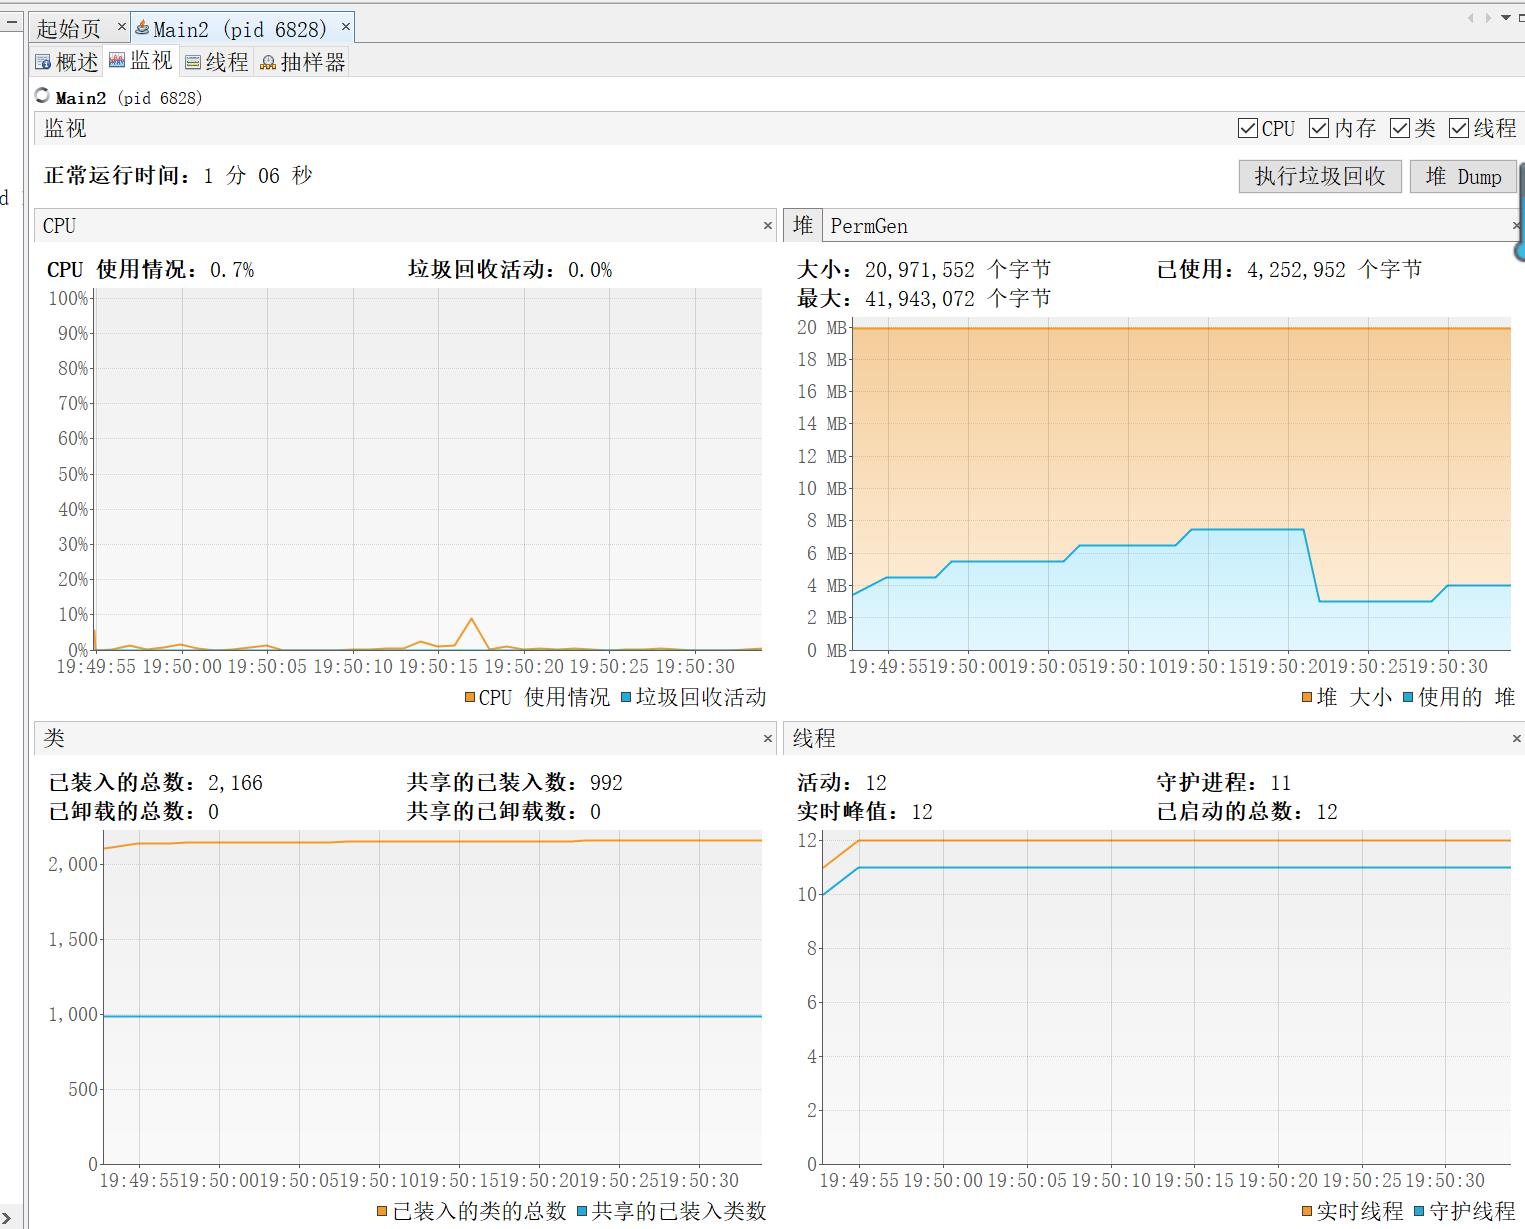 起始页 × Main2 (pid 6828) ×
概述 监视 线程 抽样器
Main2 (pid 6828)
监视 CPU 内存 类 线程
正常运行时间：1 分 06 秒 执行垃圾回收 堆 Dump
d
CPU ×
CPU 使用情况：0.7% 垃圾回收活动：0.0%
100%
90%
80%
70%
60%
50%
40%
30%
20%
10%
0%
19:49:55 19:50:00 19:50:05 19:50:10 19:50:15 19:50:20 19:50:25 19:50:30
CPU 使用情况 垃圾回收活动
堆 PermGen ×
大小：20,971,552 个字节 已使用：4,252,952 个字节
最大：41,943,072 个字节
20 MB
18 MB
16 MB
14 MB
12 MB
10 MB
8 MB
6 MB
4 MB
2 MB
0 MB
19:49:55 19:50:00 19:50:05 19:50:10 19:50:15 19:50:20 19:50:25 19:50:30
堆 大小 使用的 堆
类 ×
已装入的总数：2,166 共享的已装入数：992
已卸载的总数：0 共享的已卸载数：0
2,000
1,500
1,000
500
0
19:49:55 19:50:00 19:50:05 19:50:10 19:50:15 19:50:20 19:50:25 19:50:30
已装入的类的总数 共享的已装入类数
线程 ×
活动：12 守护进程：11
实时峰值：12 已启动的总数：12
12
10
8
6
4
2
0
19:49:55 19:50:00 19:50:05 19:50:10 19:50:15 19:50:20 19:50:25 19:50:30
实时线程 守护线程